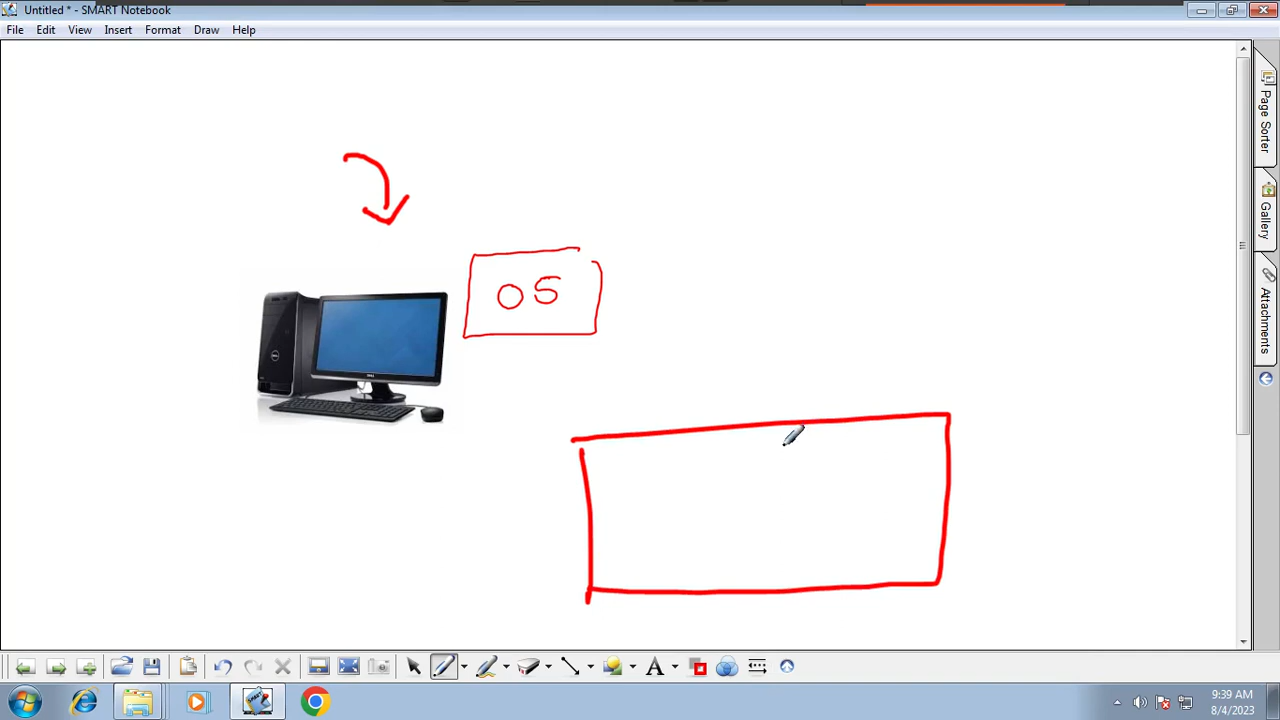 Untitled * - SMART Notebook
File Edit View Insert Format Draw Help
Page Sorter
Gallery
Attachments
OS
A
9:39 AM
8/4/2023